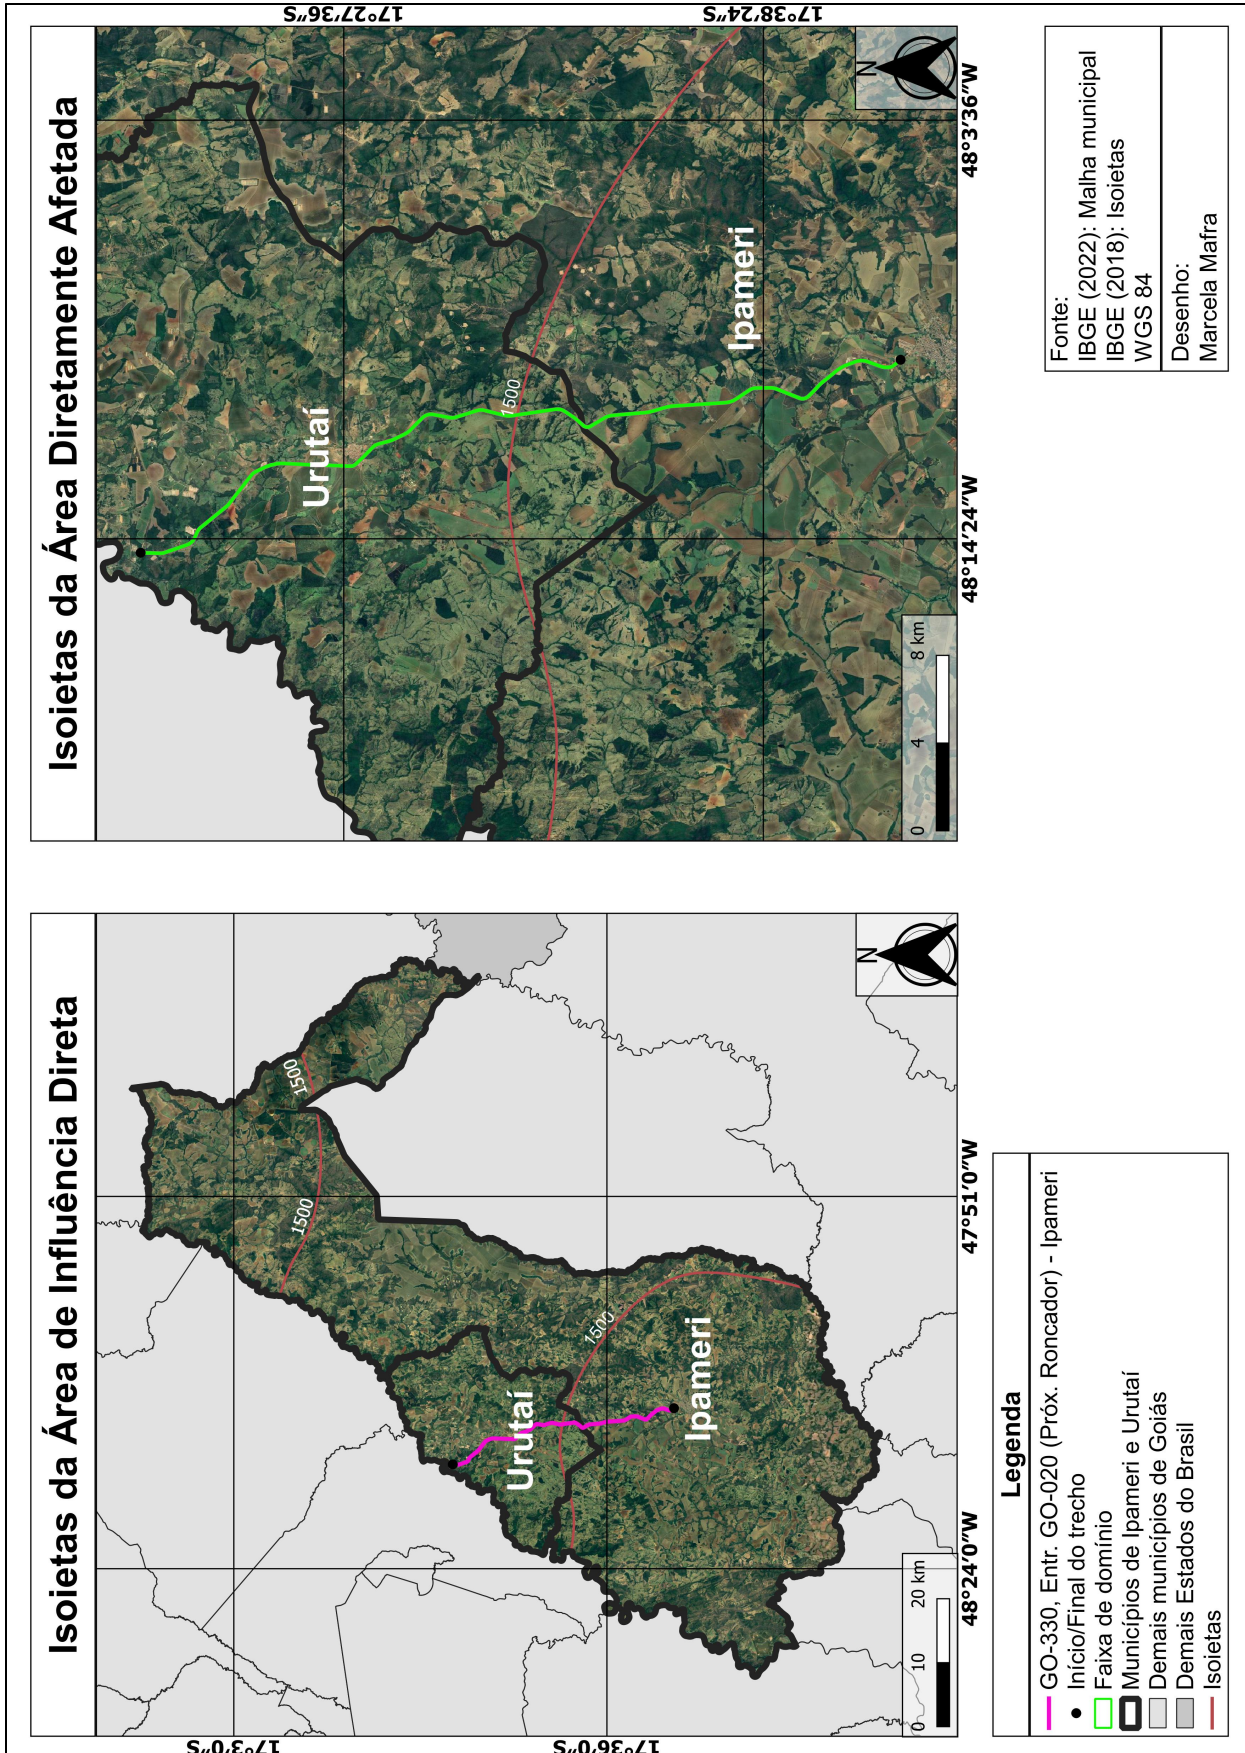 Isoietas da Área de Influência Direta
17°3'0"S
17°36'0"S
1500
1500
1500
Urutaí
Ipameri
N
0 10 20 km
48°24'0"W
47°51'0"W
Isoietas da Área Diretamente Afetada
17°27'36"S
17°38'24"S
Urutaí
1500
Ipameri
N
0 4 8 km
48°14'24"W
48°3'36"W
Legenda
GO-330, Entr. GO-020 (Próx. Roncador) - Ipameri
Início/Final do trecho
Faixa de domínio
Municípios de Ipameri e Urutaí
Demais municípios de Goiás
Demais Estados do Brasil
Isoietas
Fonte:
IBGE (2022): Malha municipal
IBGE (2018): Isoietas
WGS 84
Desenho:
Marcela Mafra